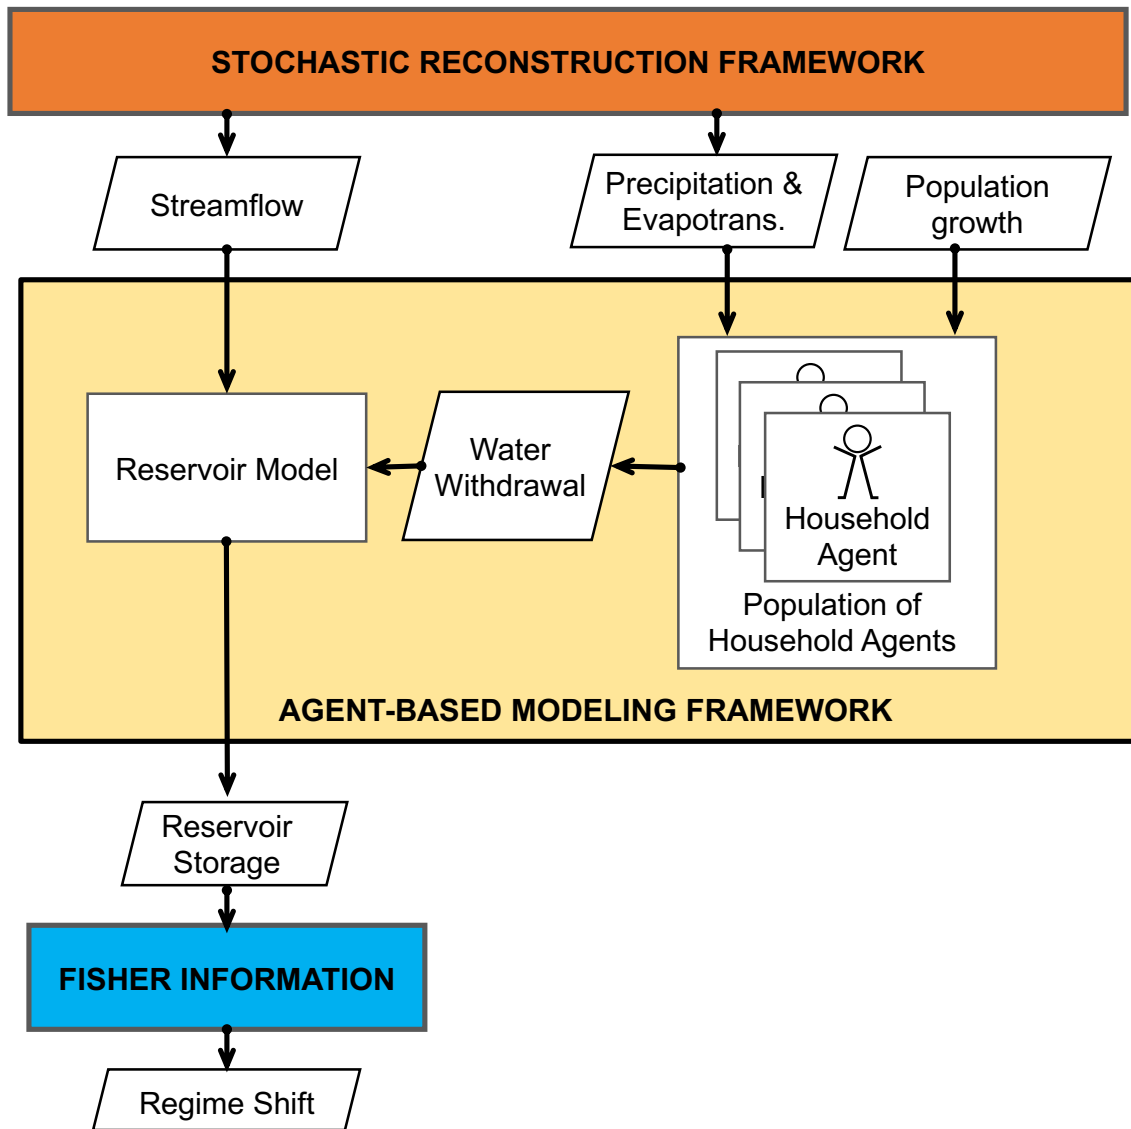 STOCHASTIC RECONSTRUCTION FRAMEWORK
Streamflow
Precipitation &
Evapotrans.
Population
growth
Reservoir Model
Water
Withdrawal
Household
Agent
Population of
Household Agents
AGENT-BASED MODELING FRAMEWORK
Reservoir
Storage
FISHER INFORMATION
Regime Shift